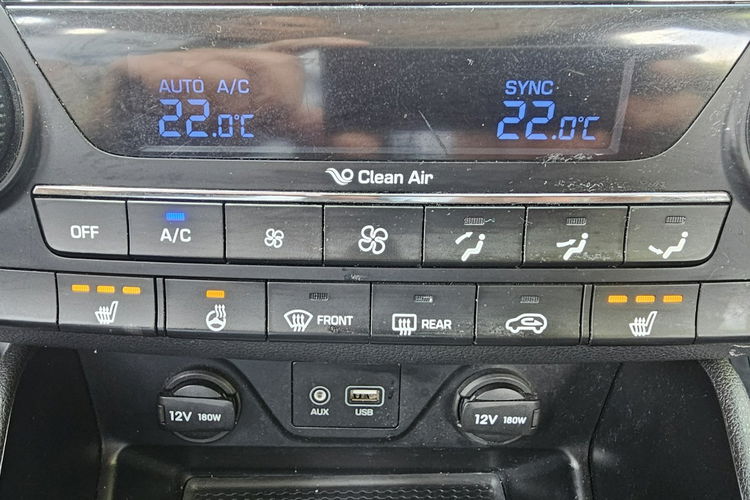 AUTO A/C
22.0°C
SYNC
22.0°C
Clean Air
OFF
A/C
FRONT
REAR
12V 180W
AUX
USB
12V 180W